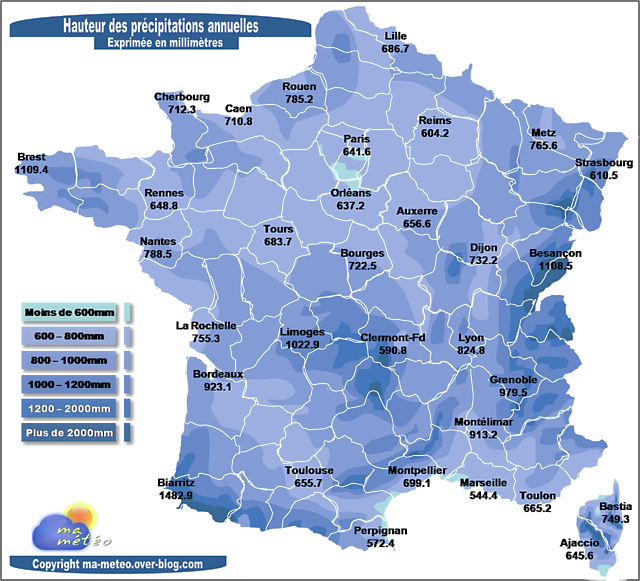 Hauteur des précipitations annuelles
Exprimée en millimètres
Lille
686.7
Rouen
785.2
Cherbourg
712.3
Caen
710.8
Reims
604.2
Paris
641.6
Metz
765.6
Strasbourg
610.5
Brest
1109.4
Rennes
648.8
Orléans
637.2
Auxerre
656.6
Tours
683.7
Nantes
788.5
Bourges
722.5
Dijon
732.2
Besançon
1108.5
Moins de 600mm
600 – 800mm
800 – 1000mm
1000 – 1200mm
1200 – 2000mm
Plus de 2000mm
La Rochelle
755.3
Limoges
1022.9
Clermont-Fd
590.8
Lyon
824.8
Bordeaux
923.1
Grenoble
979.5
Montélimar
913.2
Biarritz
1482.9
Toulouse
655.7
Montpellier
699.1
Marseille
544.4
Toulon
665.2
Perpignan
572.4
Bastia
749.3
Ajaccio
645.6
ma
météo
Copyright ma-meteo.over-blog.com